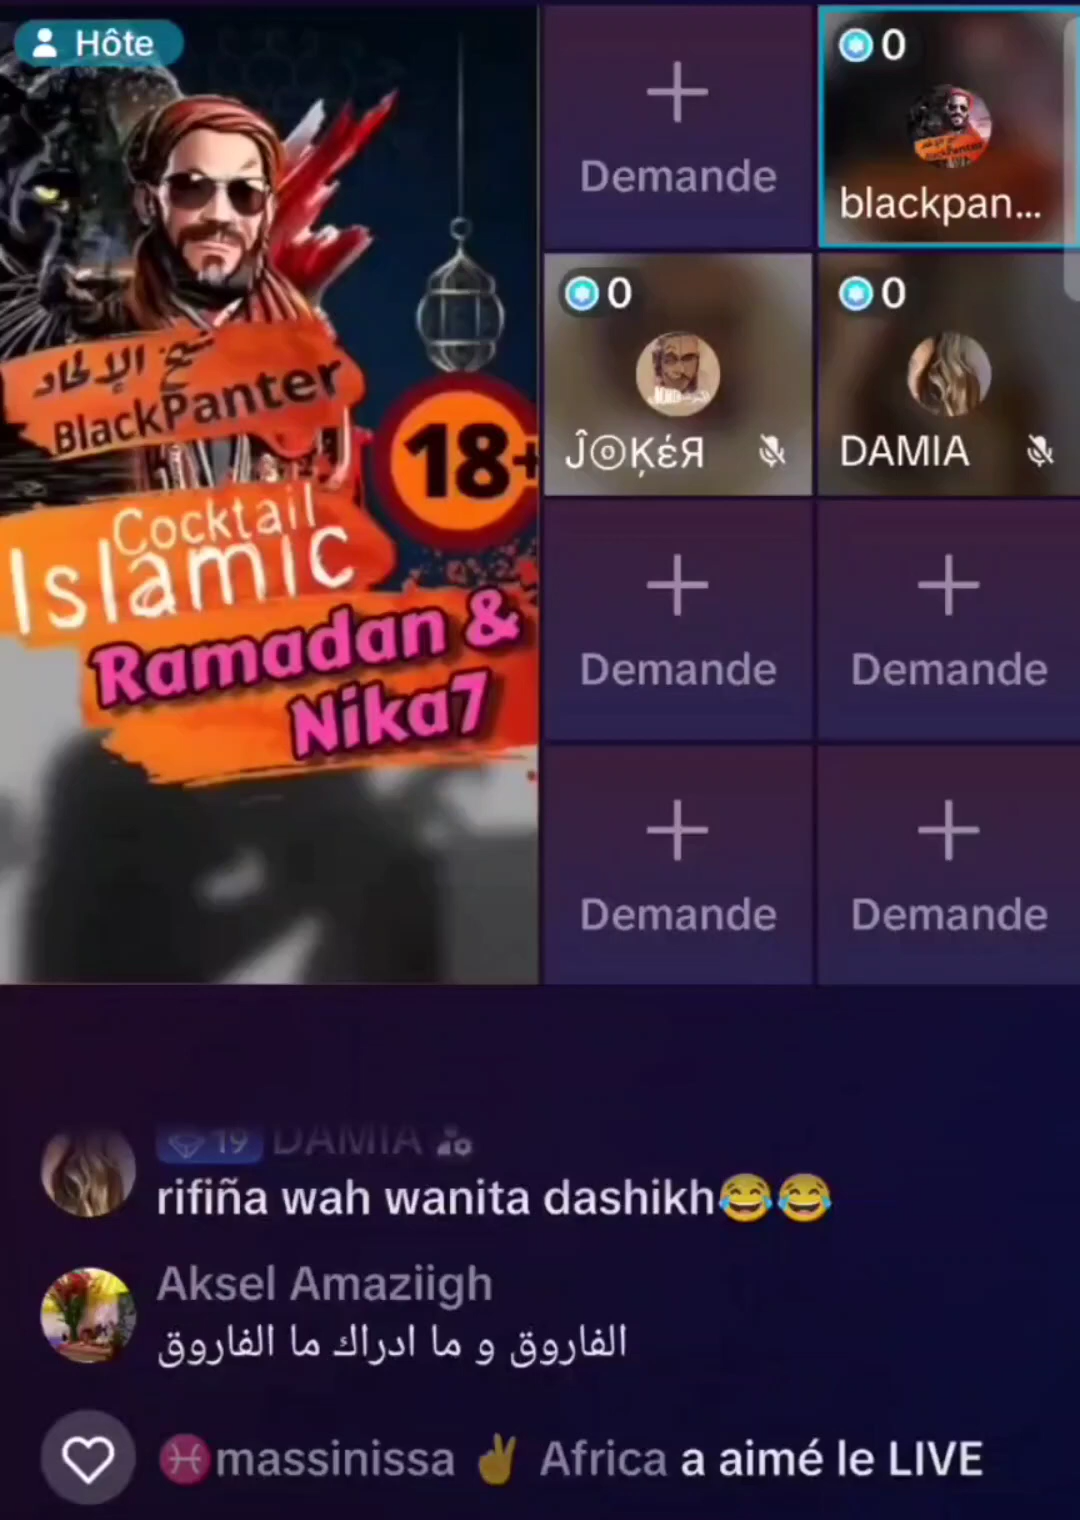 Hôte
شيخ الإلحاد
BlackPanter
18+
Cocktail
Islamic
Ramadan &
Nika7
Demande
0
blackpan...
0
Ĵ⊙ĶέЯ
0
DAMIA
Demande
Demande
Demande
Demande
19 DAMIA
rifiña wah wanita dashikh😂😂
Aksel Amaziigh
الفاروق و ما ادراك ما الفاروق
♓massinissa ✌ Africa a aimé le LIVE